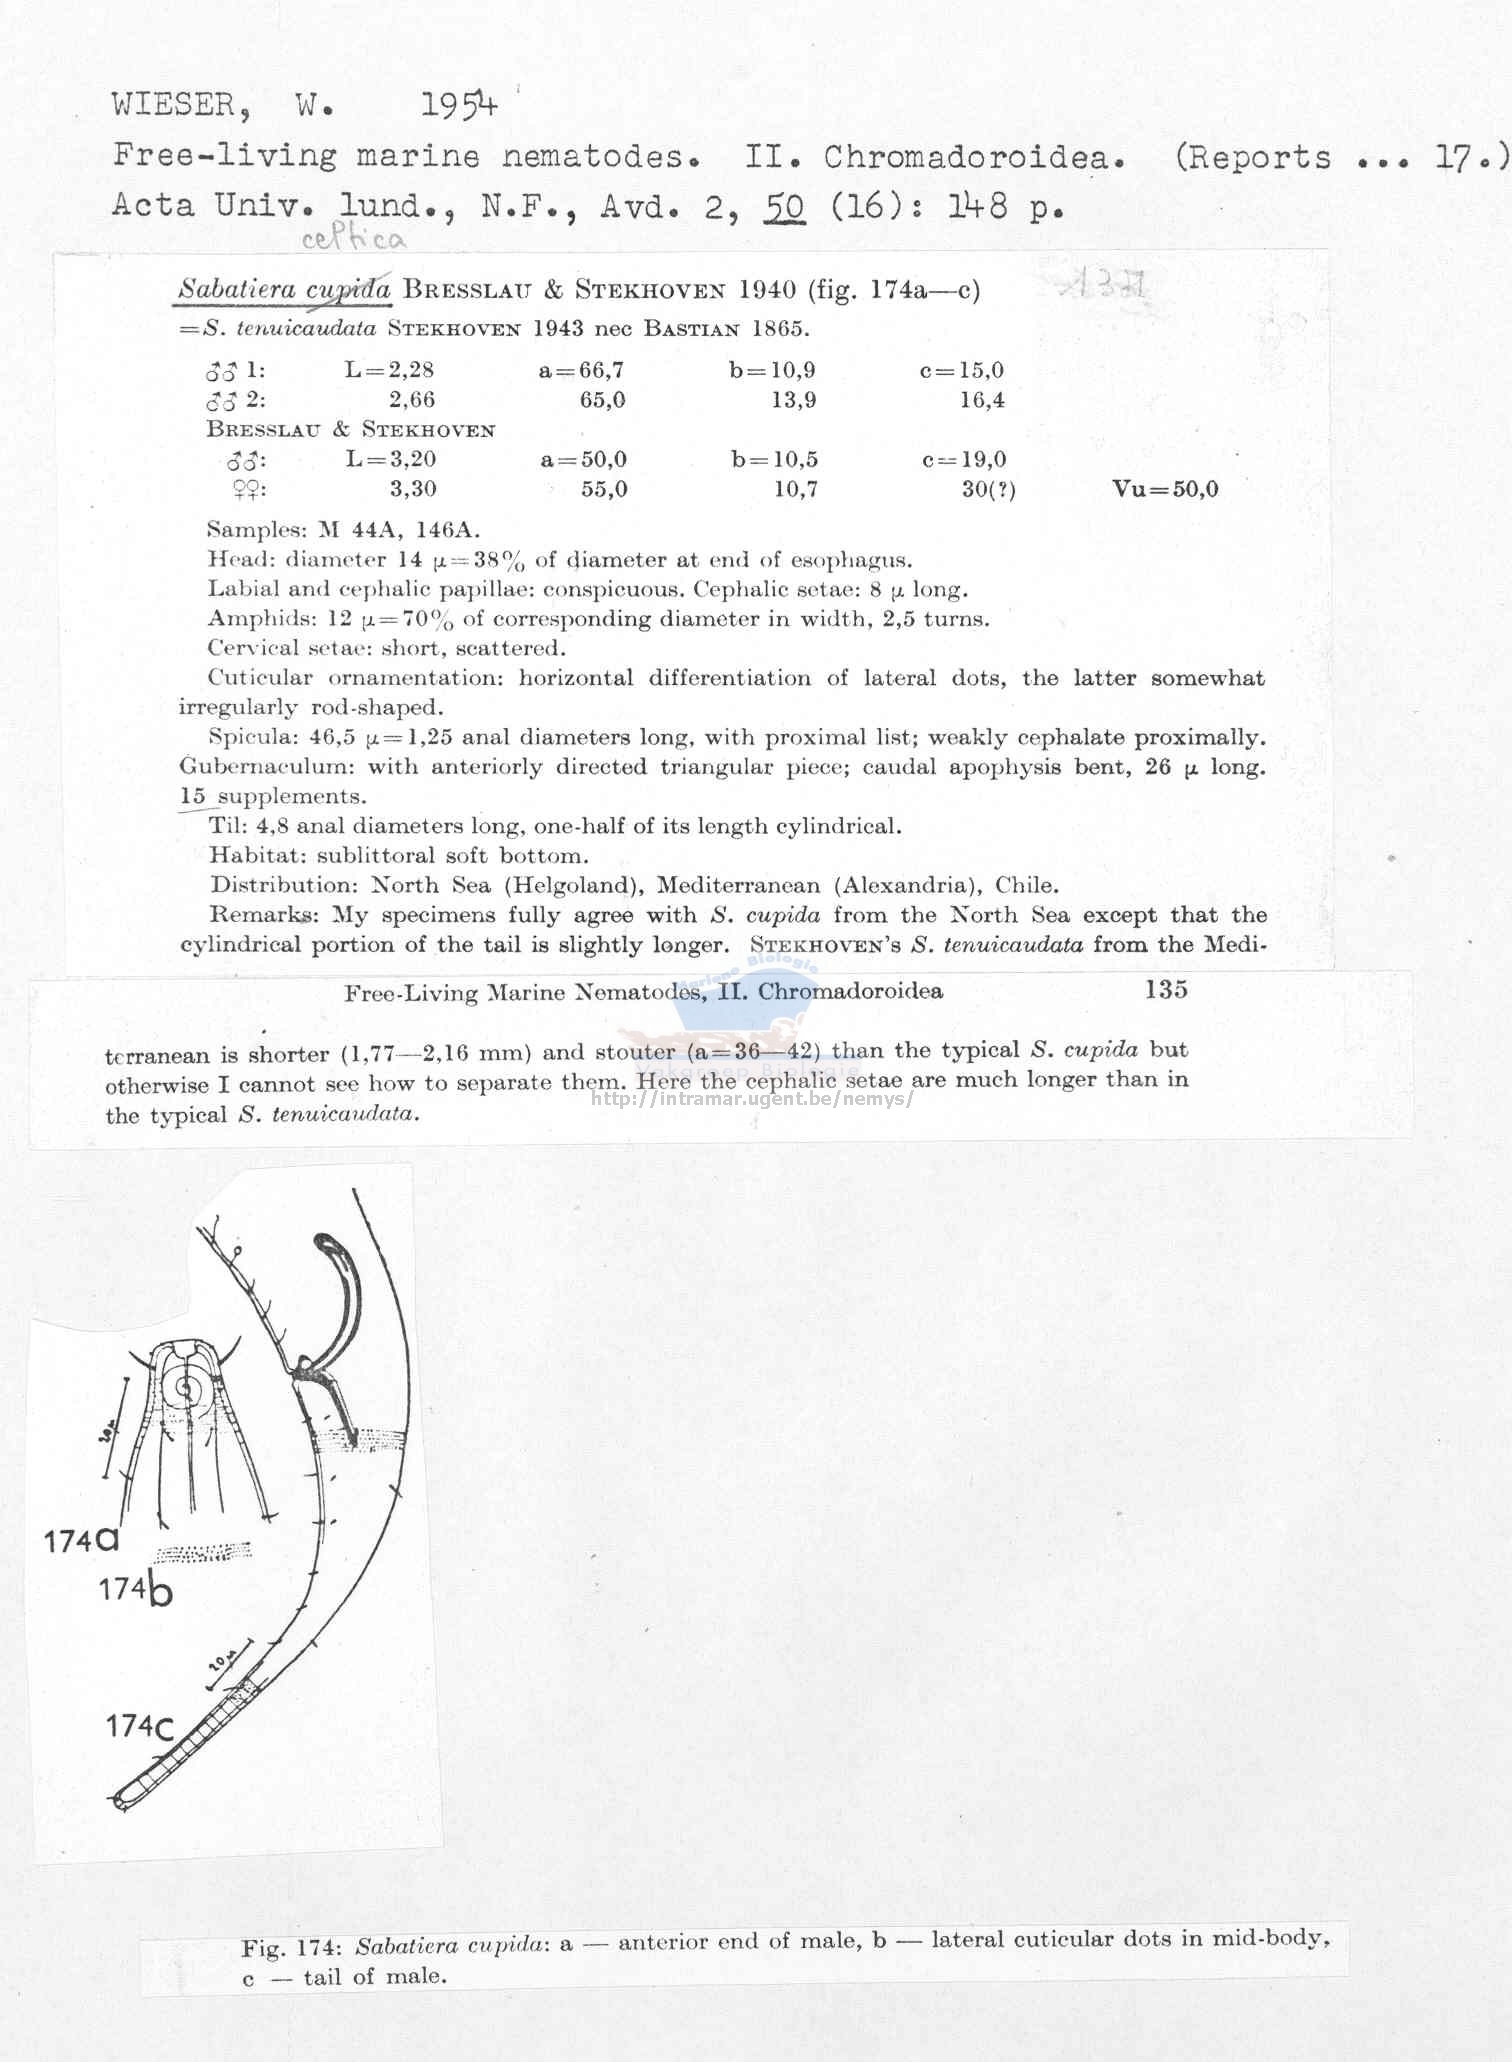 WIESER, W. 1954
Free-living marine nematodes. II. Chromadoroidea. (Reports ... 17.)
Acta Univ. lund., N.F., Avd. 2, 50 (16): 148 p.
celtica
Sabatiera cupida BRESSLAU & STEKHOVEN 1940 (fig. 174a—c)
=S. tenuicaudata STEKHOVEN 1943 nec BASTIAN 1865.
♂♂ 1: L=2,28 a=66,7 b=10,9 c=15,0
♂♂ 2: 2,66 65,0 13,9 16,4
BRESSLAU & STEKHOVEN
♂♂: L=3,20 a=50,0 b=10,5 c=19,0
♀♀: 3,30 55,0 10,7 30(?) Vu=50,0
Samples: M 44A, 146A.
Head: diameter 14 μ=38% of diameter at end of esophagus.
Labial and cephalic papillae: conspicuous. Cephalic setae: 8 μ long.
Amphids: 12 μ=70% of corresponding diameter in width, 2,5 turns.
Cervical setae: short, scattered.
Cuticular ornamentation: horizontal differentiation of lateral dots, the latter somewhat
irregularly rod-shaped.
Spicula: 46,5 μ=1,25 anal diameters long, with proximal list; weakly cephalate proximally.
Gubernaculum: with anteriorly directed triangular piece; caudal apophysis bent, 26 μ long.
15 supplements.
Til: 4,8 anal diameters long, one-half of its length cylindrical.
Habitat: sublittoral soft bottom.
Distribution: North Sea (Helgoland), Mediterranean (Alexandria), Chile.
Remarks: My specimens fully agree with S. cupida from the North Sea except that the
cylindrical portion of the tail is slightly longer. STEKHOVEN's S. tenuicaudata from the Medi-
Mariene Biologie
Free-Living Marine Nematodes, II. Chromadoroidea 135
terranean is shorter (1,77—2,16 mm) and stouter (a=36—42) than the typical S. cupida but
Vakgroep Biologie
otherwise I cannot see how to separate them. Here the cephalic setae are much longer than in
http://intramar.ugent.be/nemys/
the typical S. tenuicaudata.
20 μ
174a
174b
20 μ
174c
Fig. 174: Sabatiera cupida: a — anterior end of male, b — lateral cuticular dots in mid-body,
c — tail of male.